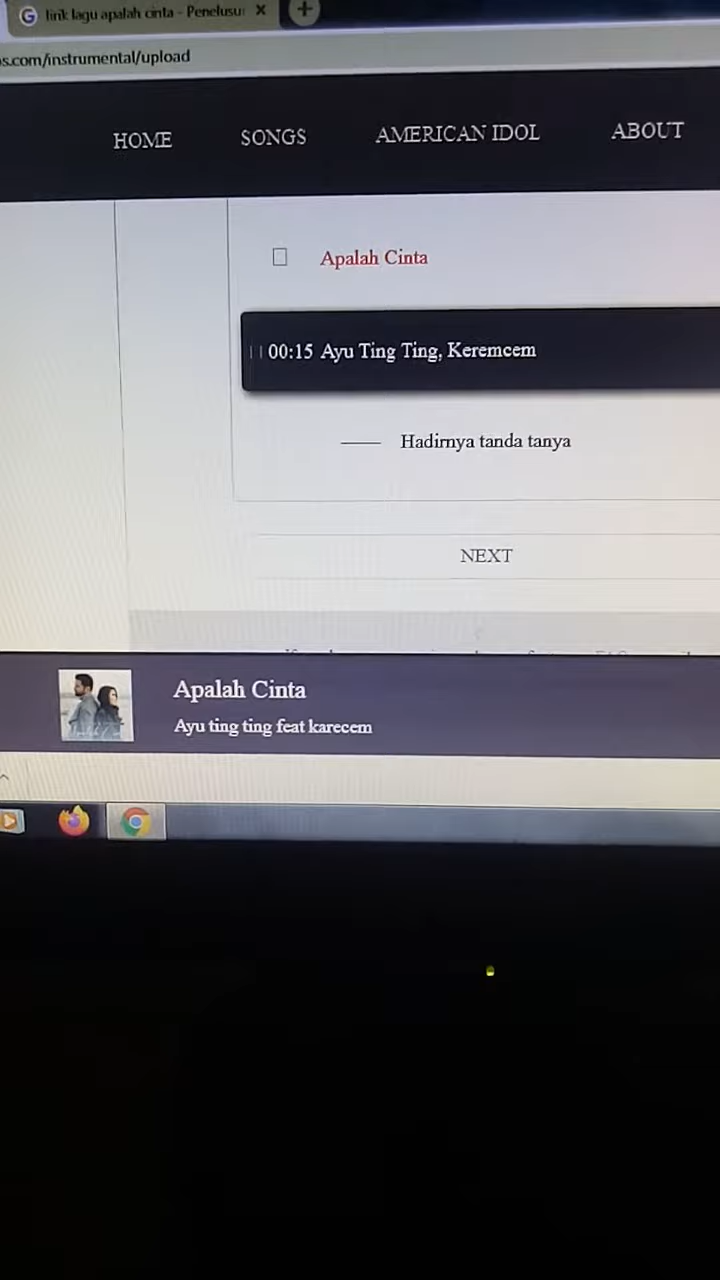 lirik lagu apalah cinta - Penelusu
s.com/instrumental/upload
HOME
SONGS
AMERICAN IDOL
ABOUT
Apalah Cinta
00:15 Ayu Ting Ting, Keremcem
Hadirnya tanda tanya
NEXT
Apalah Cinta
Ayu ting ting feat karecem